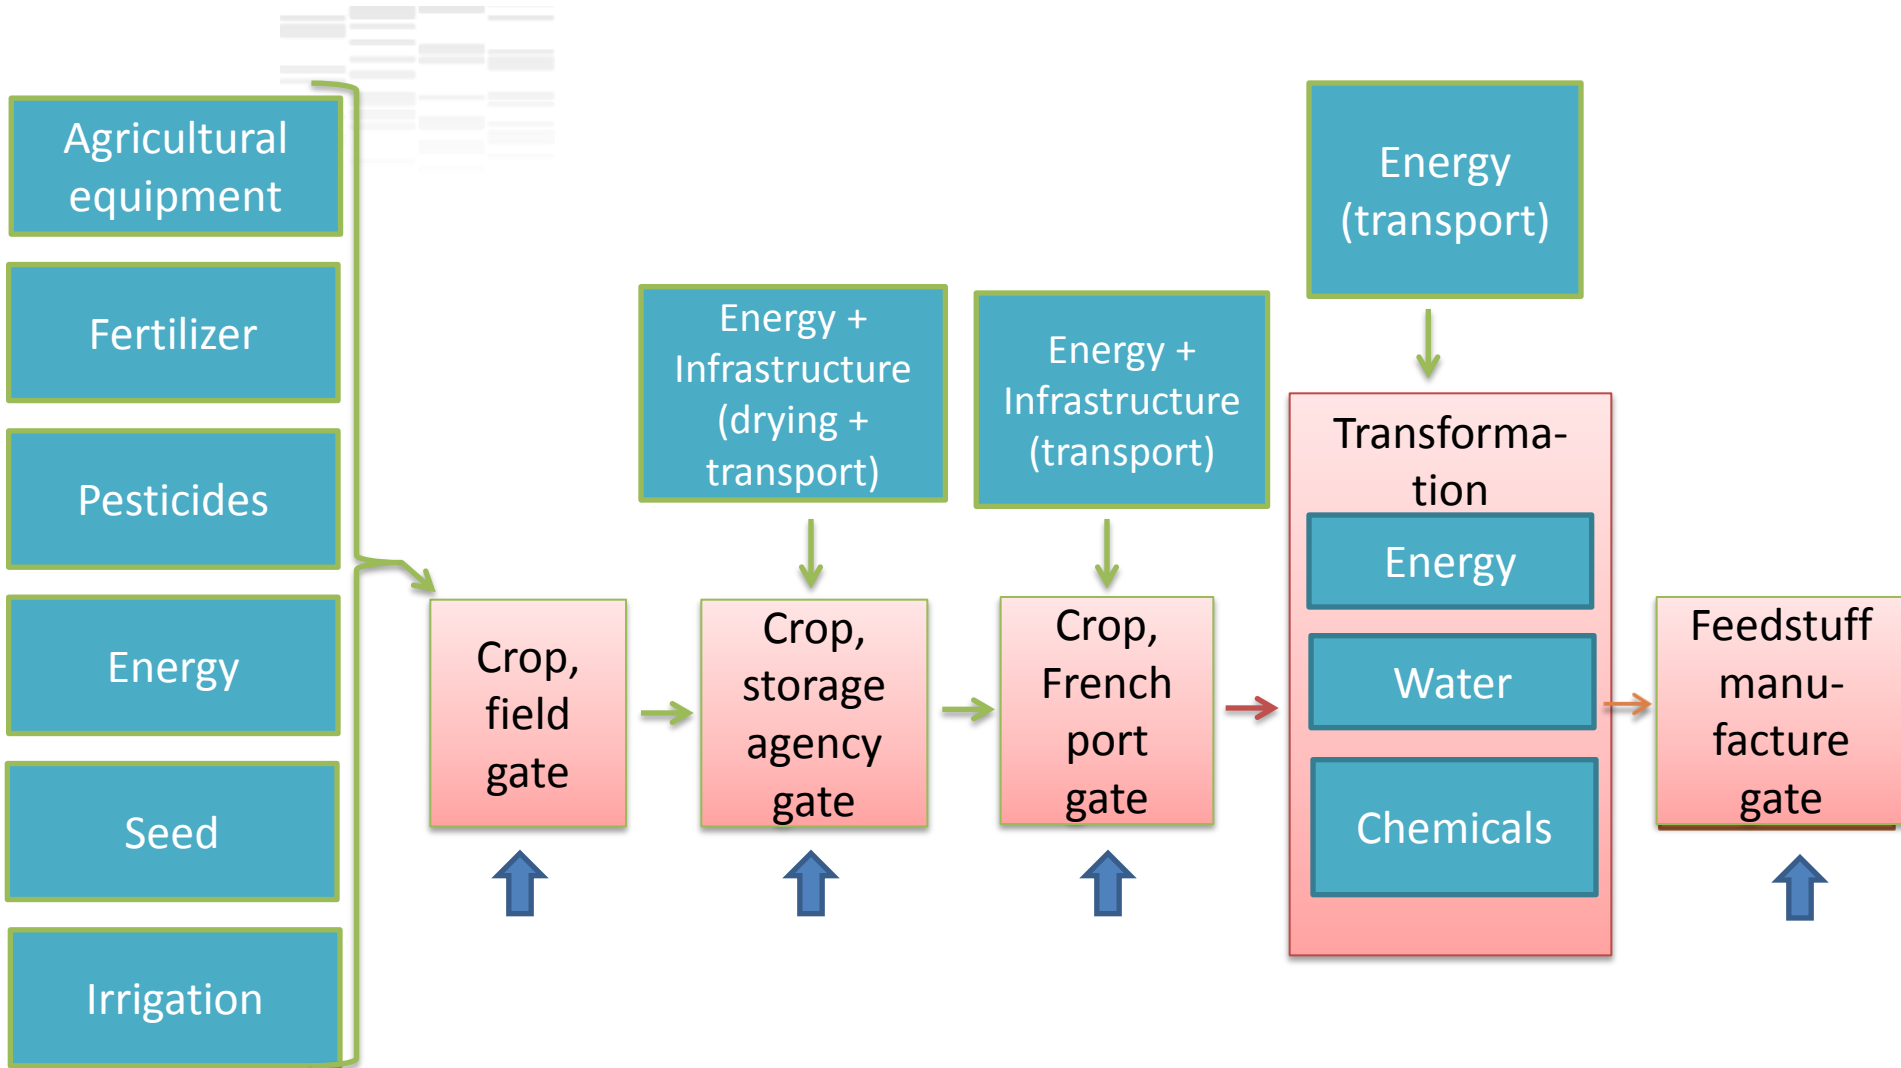 Agricultural
equipment
Fertilizer
Pesticides
Energy
Seed
Irrigation
Crop,
field
gate
Energy +
Infrastructure
(drying +
transport)
Crop,
storage
agency
gate
Energy +
Infrastructure
(transport)
Crop,
French
port
gate
Energy
(transport)
Transforma-
tion
Energy
Water
Chemicals
Feedstuff
manu-
facture
gate